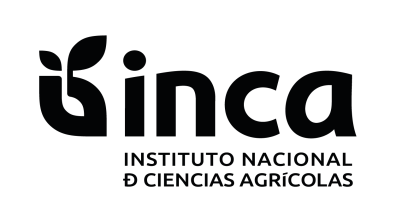 inca
INSTITUTO NACIONAL
Đ CIENCIAS AGRÍCOLAS